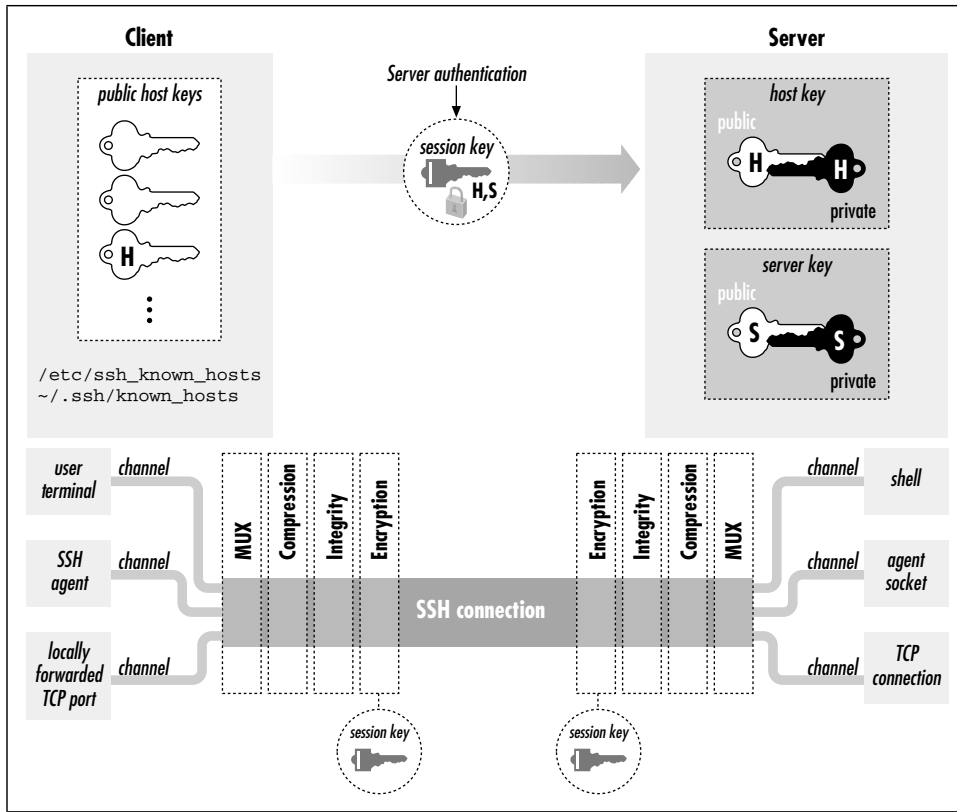 Client
Server
public host keys
H
/etc/ssh_known_hosts
~/.ssh/known_hosts
Server authentication
session key
H,S
host key
public
H
H
private
server key
public
S
S
private
user
terminal
channel
SSH
agent
channel
locally
forwarded
TCP port
channel
MUX
Compression
Integrity
Encryption
SSH connection
Encryption
Integrity
Compression
MUX
channel
shell
channel
agent
socket
channel
TCP
connection
session key
session key